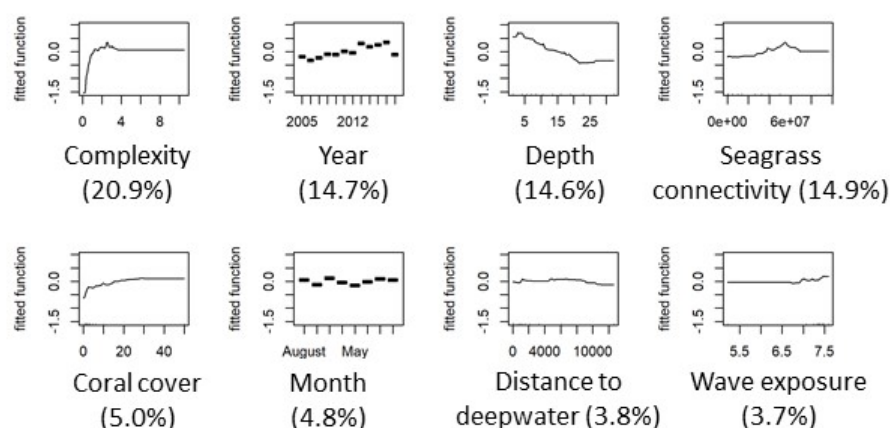 fitted function
0.0
-1.5
0 4 8
Complexity
(20.9%)
fitted function
0.0
-1.5
2005 2012
Year
(14.7%)
fitted function
0.0
-1.5
5 15 25
Depth
(14.6%)
fitted function
0.0
-1.5
0e+00 6e+07
Seagrass
connectivity (14.9%)
fitted function
0.0
-1.5
0 20 40
Coral cover
(5.0%)
fitted function
0.0
-1.5
August May
Month
(4.8%)
fitted function
0.0
-1.5
0 4000 10000
Distance to
deepwater (3.8%)
fitted function
0.0
-1.5
5.5 6.5 7.5
Wave exposure
(3.7%)